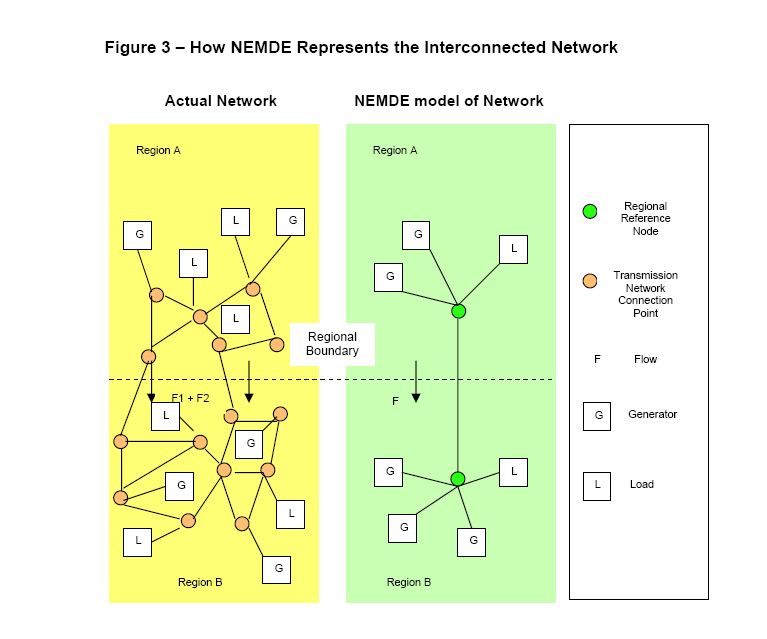 Figure 3 – How NEMDE Represents the Interconnected Network
Actual Network
NEMDE model of Network
Region A
G
L
G
L
L
Regional
Boundary
F1 + F2
L
G
G
L
L
G
Region B
Region A
G
L
G
F
G
L
G
G
Region B
Regional
Reference
Node
Transmission
Network
Connection
Point
F Flow
G Generator
L Load